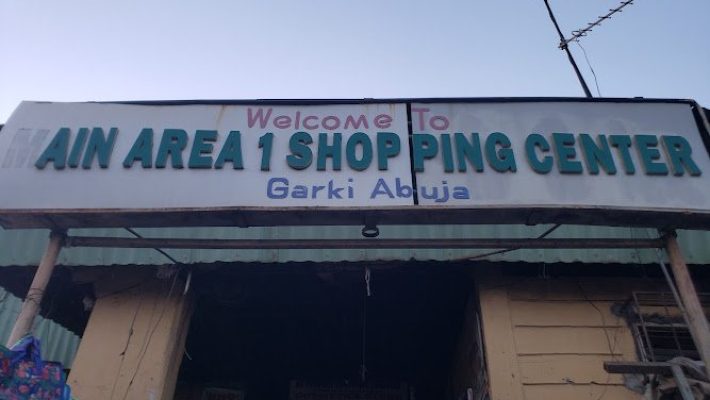 Welcome To
MAIN AREA 1 SHOPPING CENTER
Garki Abuja